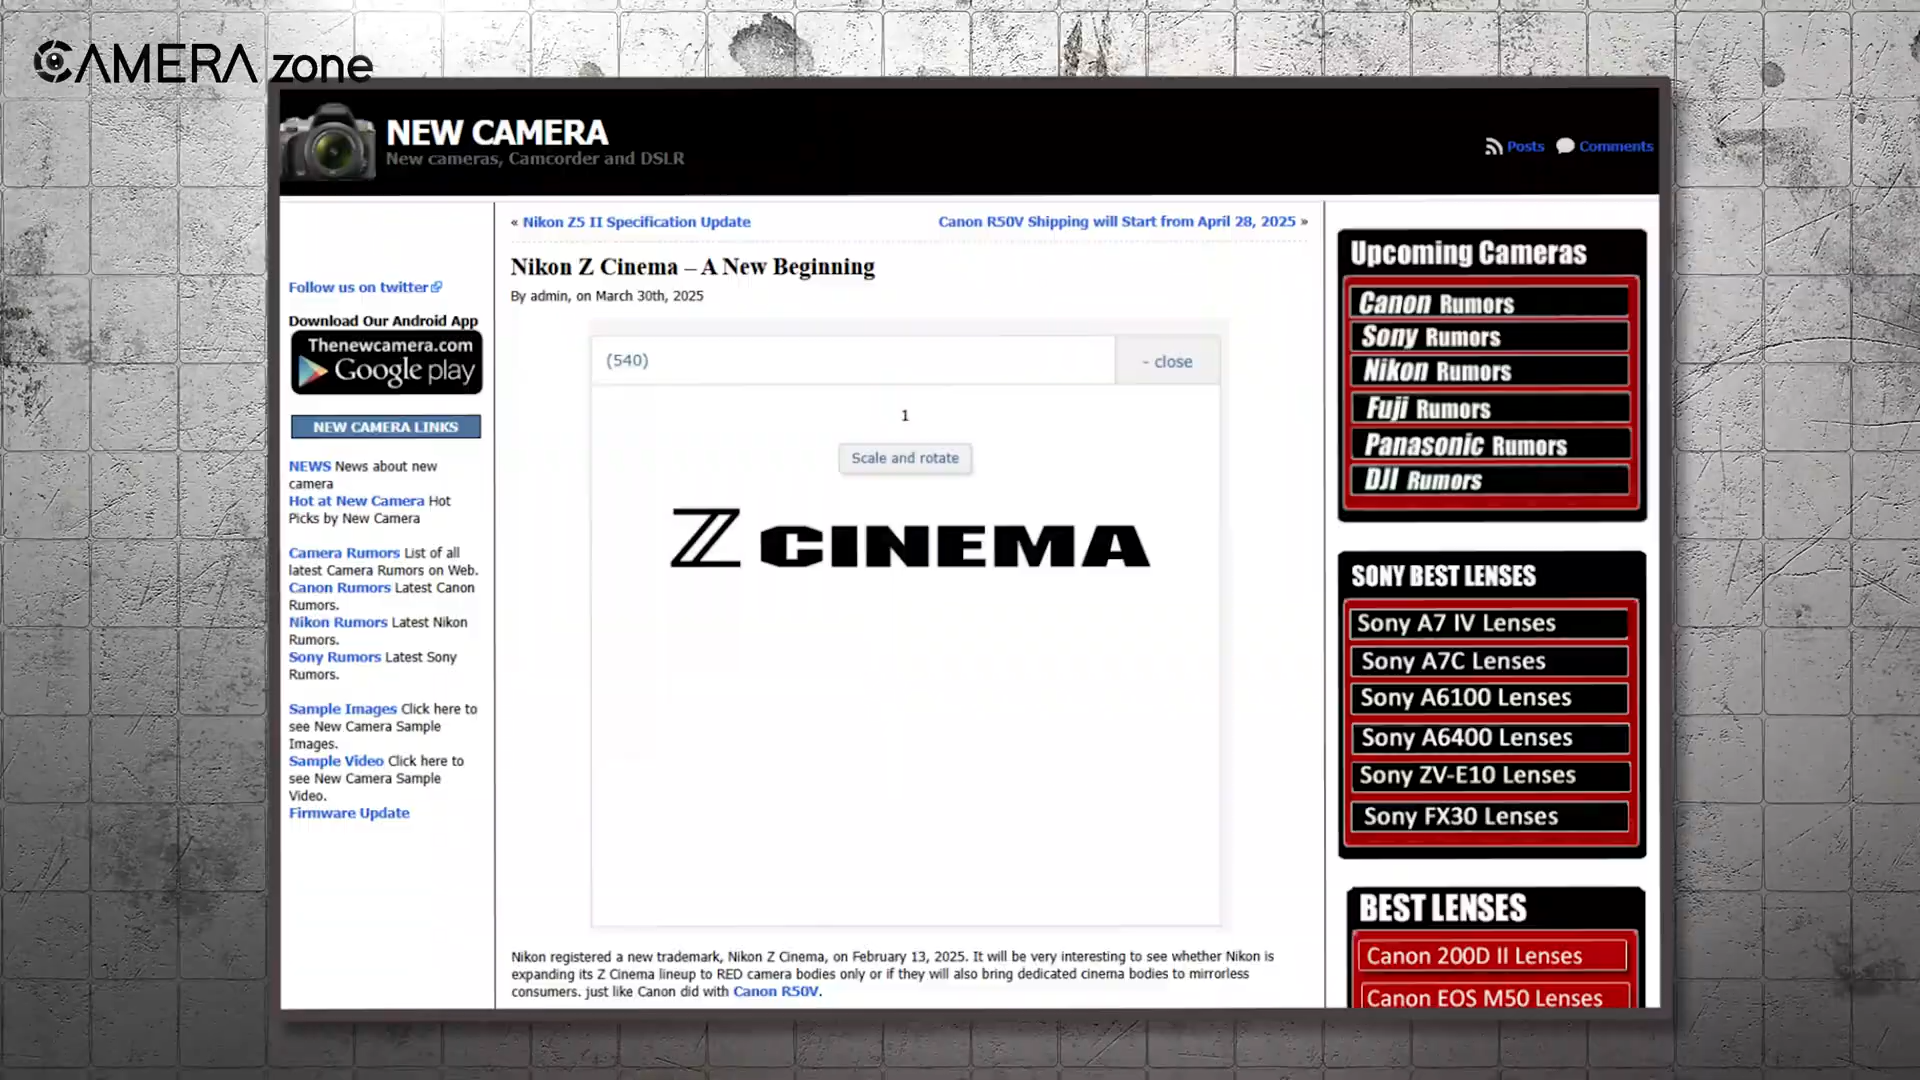 CAMERA zone
NEW CAMERA
New cameras, Camcorder and DSLR
Posts
Comments
Follow us on twitter
Download Our Android App
Thenewcamera.com
Google play
NEW CAMERA LINKS
NEWS News about new
camera
Hot at New Camera Hot
Picks by New Camera
Camera Rumors List of all
latest Camera Rumors on Web.
Canon Rumors Latest Canon
Rumors.
Nikon Rumors Latest Nikon
Rumors.
Sony Rumors Latest Sony
Rumors.
Sample Images Click here to
see New Camera Sample
Images.
Sample Video Click here to
see New Camera Sample
Video.
Firmware Update
« Nikon Z5 II Specification Update
Canon R50V Shipping will Start from April 28, 2025 »
Nikon Z Cinema – A New Beginning
By admin, on March 30th, 2025
(540)
- close
1
Scale and rotate
Z CINEMA
Nikon registered a new trademark, Nikon Z Cinema, on February 13, 2025. It will be very interesting to see whether Nikon is
expanding its Z Cinema lineup to RED camera bodies only or if they will also bring dedicated cinema bodies to mirrorless
consumers. just like Canon did with Canon R50V.
Upcoming Cameras
Canon Rumors
Sony Rumors
Nikon Rumors
Fuji Rumors
Panasonic Rumors
DJI Rumors
SONY BEST LENSES
Sony A7 IV Lenses
Sony A7C Lenses
Sony A6100 Lenses
Sony A6400 Lenses
Sony ZV-E10 Lenses
Sony FX30 Lenses
BEST LENSES
Canon 200D II Lenses
Canon EOS M50 Lenses